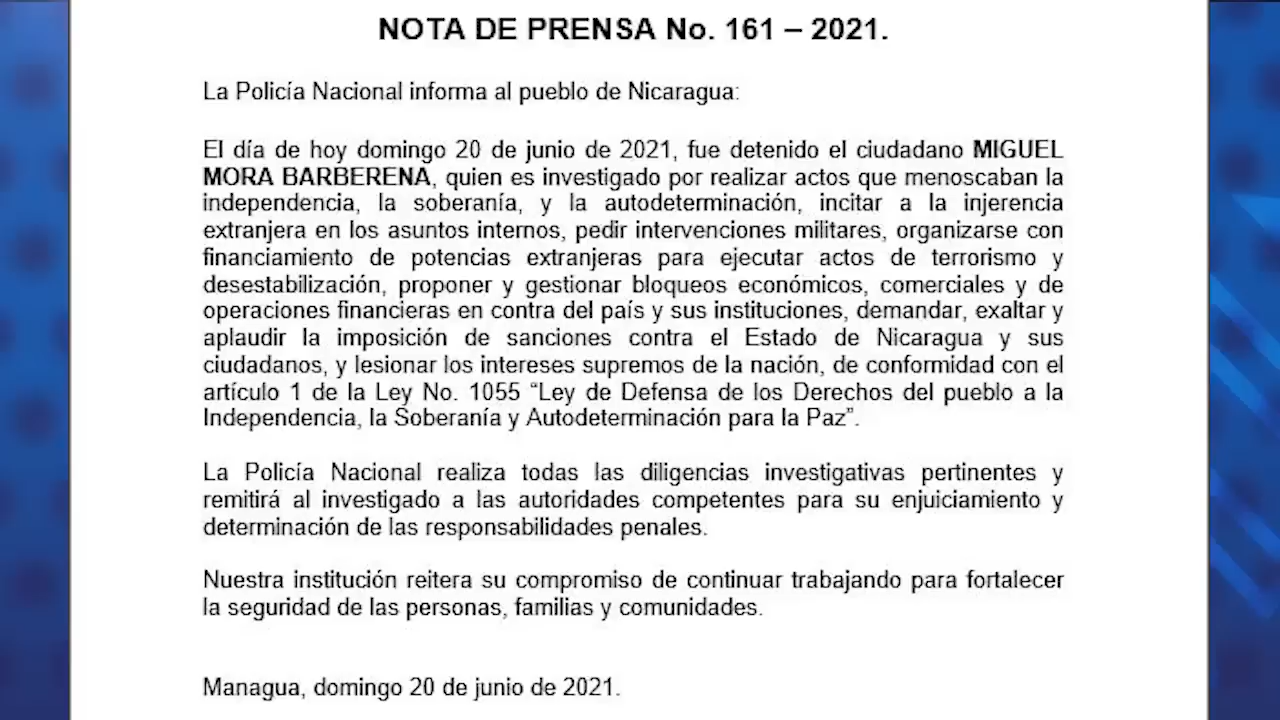 NOTA DE PRENSA No. 161 – 2021.
La Policía Nacional informa al pueblo de Nicaragua:
El día de hoy domingo 20 de junio de 2021, fue detenido el ciudadano MIGUEL
MORA BARBERENA, quien es investigado por realizar actos que menoscaban la
independencia, la soberanía, y la autodeterminación, incitar a la injerencia
extranjera en los asuntos internos, pedir intervenciones militares, organizarse con
financiamiento de potencias extranjeras para ejecutar actos de terrorismo y
desestabilización, proponer y gestionar bloqueos económicos, comerciales y de
operaciones financieras en contra del país y sus instituciones, demandar, exaltar y
aplaudir la imposición de sanciones contra el Estado de Nicaragua y sus
ciudadanos, y lesionar los intereses supremos de la nación, de conformidad con el
artículo 1 de la Ley No. 1055 “Ley de Defensa de los Derechos del pueblo a la
Independencia, la Soberanía y Autodeterminación para la Paz”.
La Policía Nacional realiza todas las diligencias investigativas pertinentes y
remitirá al investigado a las autoridades competentes para su enjuiciamiento y
determinación de las responsabilidades penales.
Nuestra institución reitera su compromiso de continuar trabajando para fortalecer
la seguridad de las personas, familias y comunidades.
Managua, domingo 20 de junio de 2021.